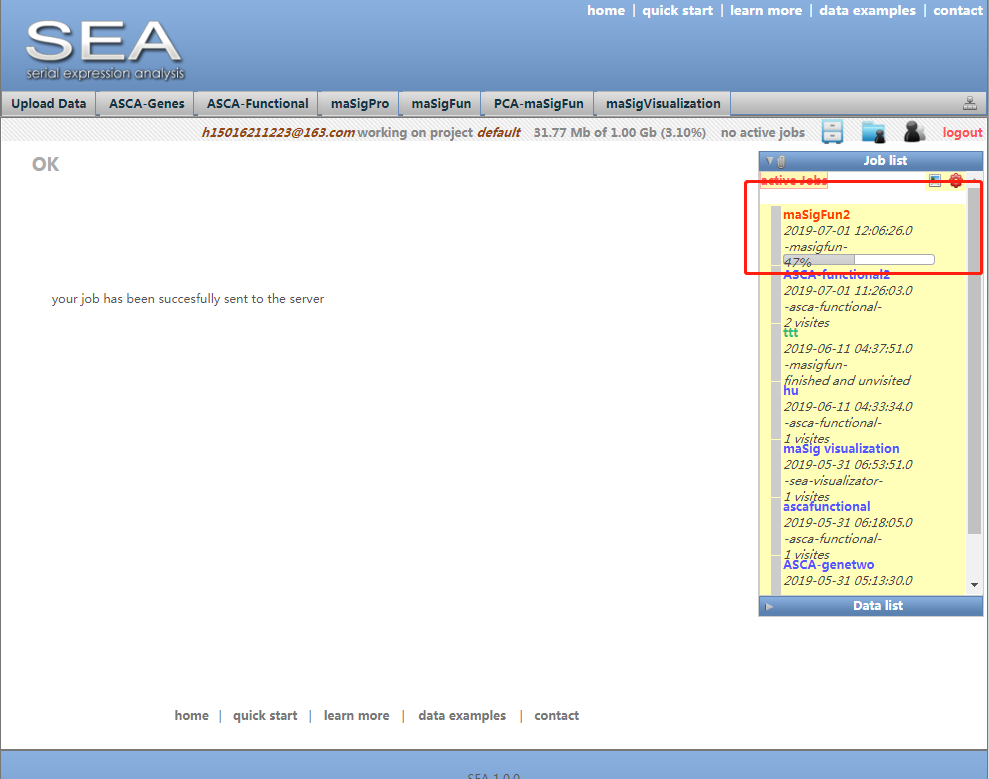 home | quick start | learn more | data examples | contact
SEA
serial expression analysis
Upload Data ASCA-Genes ASCA-Functional maSigPro maSigFun PCA-maSigFun maSigVisualization
h15016211223@163.com working on project default 31.77 Mb of 1.00 Gb (3.10%) no active jobs logout
OK
your job has been succesfully sent to the server
Job list
active Jobs
maSigFun2
2019-07-01 12:06:26.0
-masigfun-
47%
ASCA-functional2
2019-07-01 11:26:03.0
-asca-functional-
2 visites
ttt
2019-06-11 04:37:51.0
-masigfun-
finished and unvisited
hu
2019-06-11 04:33:34.0
-asca-functional-
1 visites
maSig visualization
2019-05-31 06:53:51.0
-sea-visualizator-
1 visites
ascafunctional
2019-05-31 06:18:05.0
-asca-functional-
1 visites
ASCA-genetwo
2019-05-31 05:13:30.0
Data list
home | quick start | learn more | data examples | contact
SEA 1.0.0